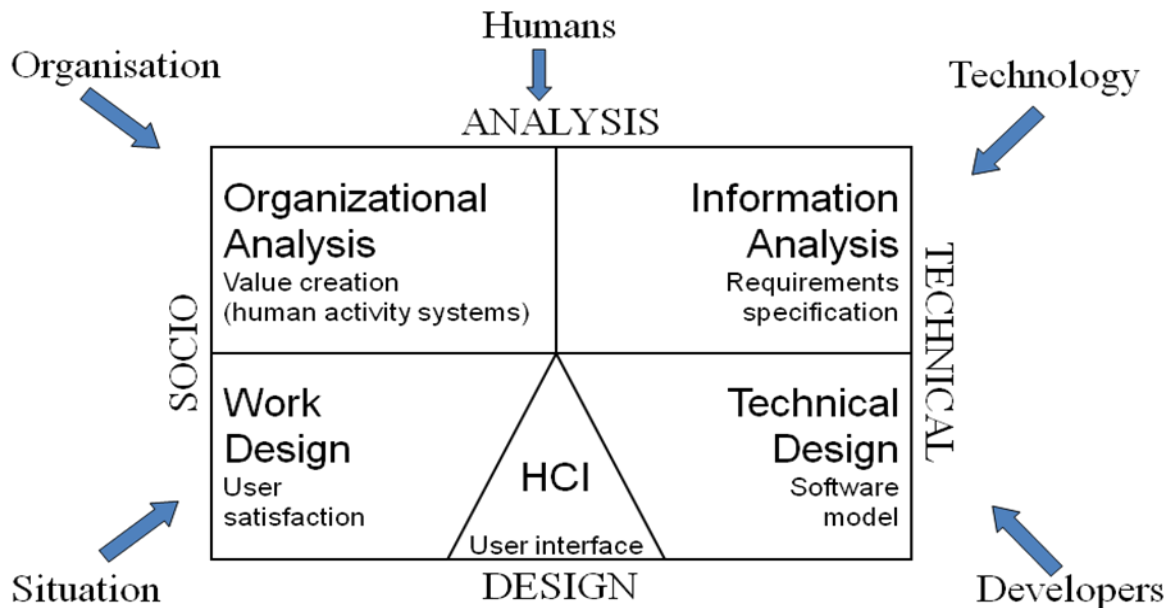 Humans
Organisation
Technology
ANALYSIS
SOCIO
Organizational
Analysis
Value creation
(human activity systems)
Information
Analysis
Requirements
specification
TECHNICAL
Work
Design
User
satisfaction
HCI
User interface
Technical
Design
Software
model
Situation
DESIGN
Developers